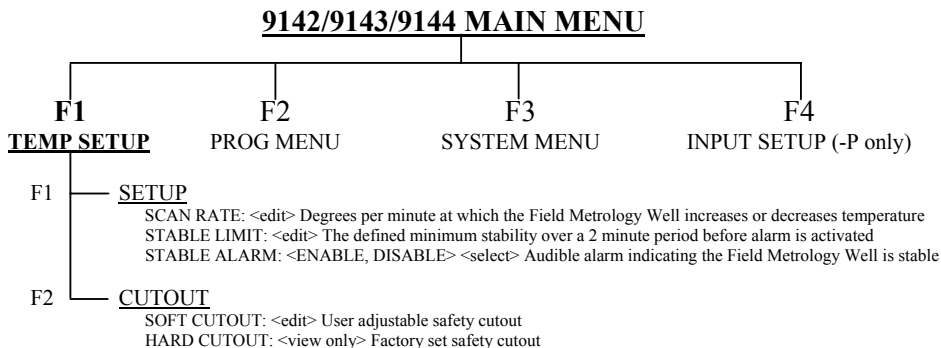 9142/9143/9144 MAIN MENU
F1 F2 F3 F4
TEMP SETUP PROG MENU SYSTEM MENU INPUT SETUP (-P only)
F1 SETUP
SCAN RATE: <edit> Degrees per minute at which the Field Metrology Well increases or decreases temperature
STABLE LIMIT: <edit> The defined minimum stability over a 2 minute period before alarm is activated
STABLE ALARM: <ENABLE, DISABLE> <select> Audible alarm indicating the Field Metrology Well is stable
F2 CUTOUT
SOFT CUTOUT: <edit> User adjustable safety cutout
HARD CUTOUT: <view only> Factory set safety cutout